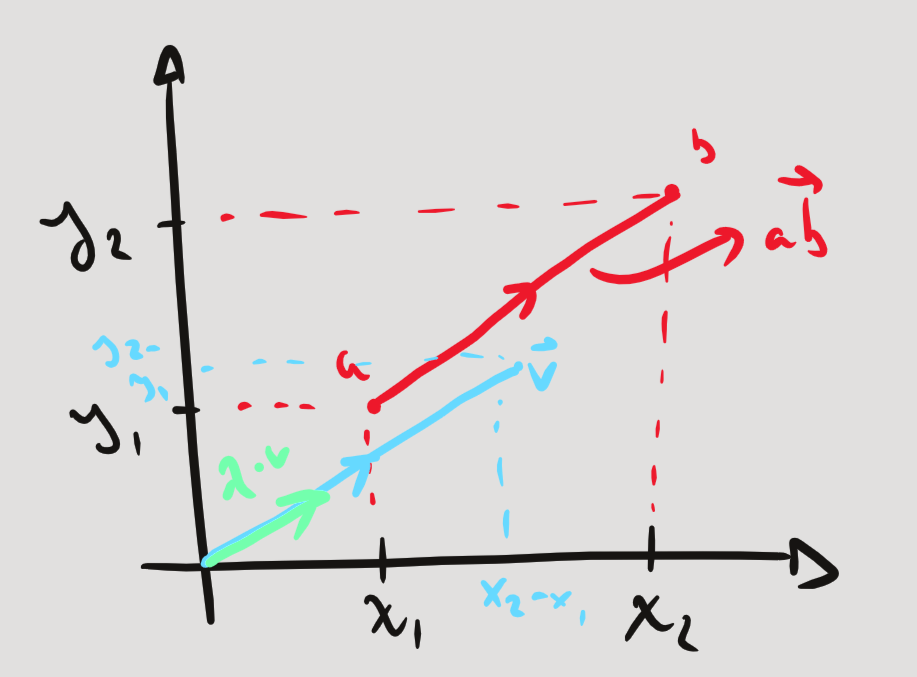 b
→
ab
y₂
y₂-
y₁
a
→
v
y₁
λ·v
x₁
x₂-x₁
x₂